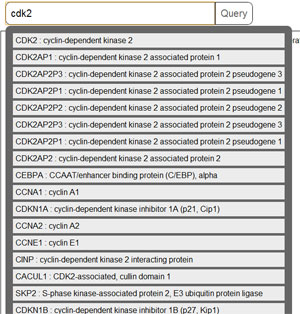 cdk2 Query
CDK2 : cyclin-dependent kinase 2
CDK2AP1 : cyclin-dependent kinase 2 associated protein 1
CDK2AP2P3 : cyclin-dependent kinase 2 associated protein 2 pseudogene 3
CDK2AP2P1 : cyclin-dependent kinase 2 associated protein 2 pseudogene 1
CDK2AP2P2 : cyclin-dependent kinase 2 associated protein 2 pseudogene 2
CDK2AP2P3 : cyclin-dependent kinase 2 associated protein 2 pseudogene 3
CDK2AP2P1 : cyclin-dependent kinase 2 associated protein 2 pseudogene 1
CDK2AP2 : cyclin-dependent kinase 2 associated protein 2
CEBPA : CCAAT/enhancer binding protein (C/EBP), alpha
CCNA1 : cyclin A1
CDKN1A : cyclin-dependent kinase inhibitor 1A (p21, Cip1)
CCNA2 : cyclin A2
CCNE1 : cyclin E1
CINP : cyclin-dependent kinase 2 interacting protein
CACUL1 : CDK2-associated, cullin domain 1
SKP2 : S-phase kinase-associated protein 2, E3 ubiquitin protein ligase
CDKN1B : cyclin-dependent kinase inhibitor 1B (p27, Kip1)